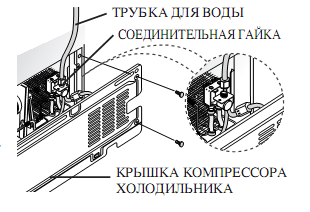 ТРУБКА ДЛЯ ВОДЫ
СОЕДИНИТЕЛЬНАЯ ГАЙКА
КРЫШКА КОМПРЕССОРА
ХОЛОДИЛЬНИКА